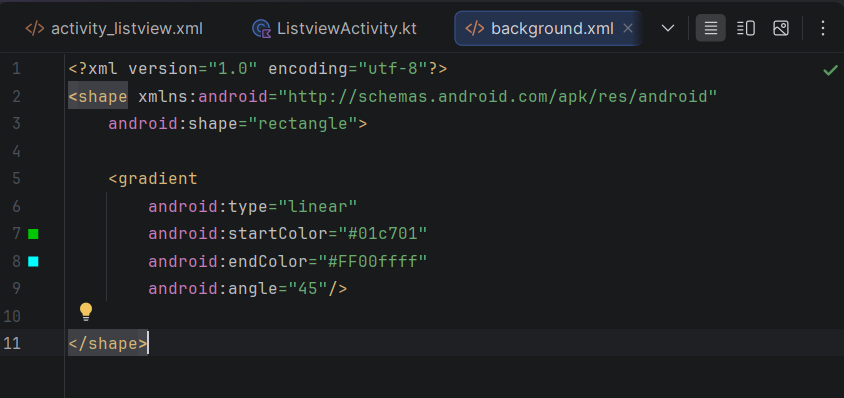 activity_listview.xml ListviewActivity.kt background.xml
1 <?xml version="1.0" encoding="utf-8"?>
2 <shape xmlns:android="http://schemas.android.com/apk/res/android"
3     android:shape="rectangle">
4
5     <gradient
6         android:type="linear"
7         android:startColor="#01c701"
8         android:endColor="#FF00ffff"
9         android:angle="45"/>
10
11 </shape>